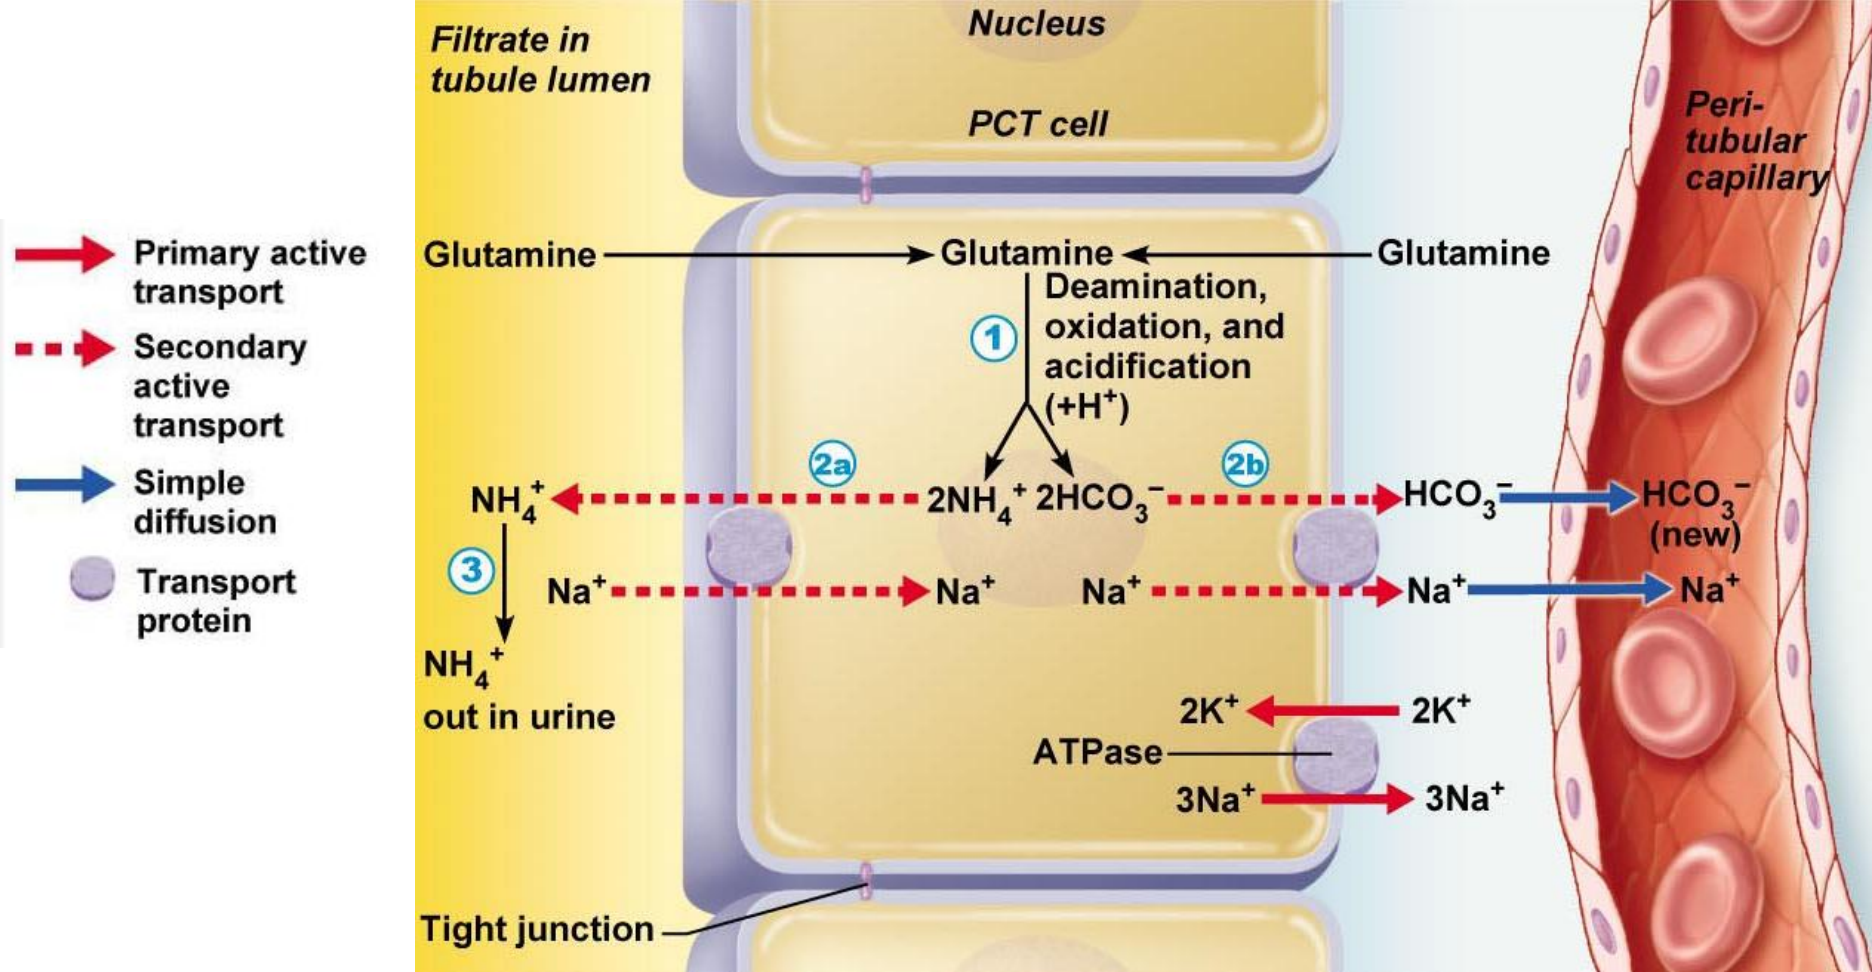 Primary active
transport
Secondary
active
transport
Simple
diffusion
Transport
protein
Filtrate in
tubule lumen
Nucleus
PCT cell
Peri-
tubular
capillary
Glutamine
Glutamine
Glutamine
1
Deamination,
oxidation, and
acidification
(+H⁺)
2a
2b
NH₄⁺
2NH₄⁺
2HCO₃⁻
HCO₃⁻
HCO₃⁻
(new)
3
Na⁺
Na⁺
Na⁺
Na⁺
Na⁺
NH₄⁺
out in urine
2K⁺
2K⁺
ATPase
3Na⁺
3Na⁺
Tight junction